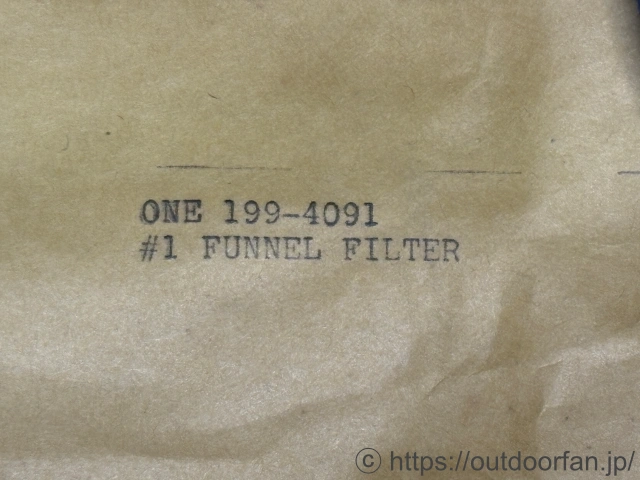 ONE 199-4091
#1 FUNNEL FILTER
© https://outdoorfan.jp/